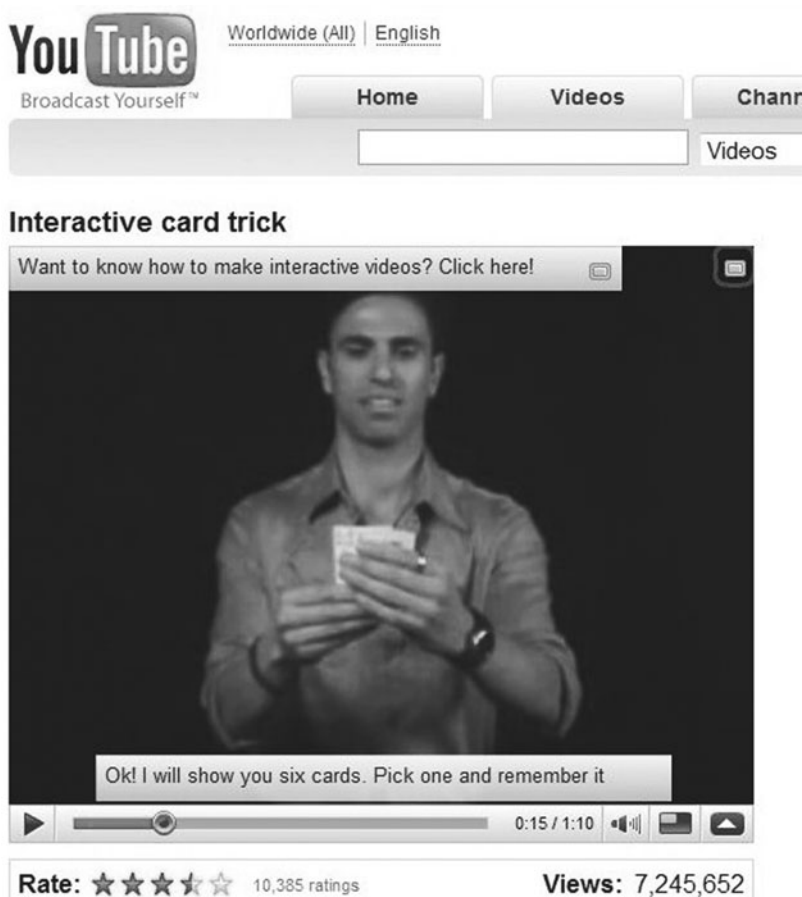 YouTube
Worldwide (All) | English
Broadcast Yourself™
Home Videos Chann
Videos
Interactive card trick
Want to know how to make interactive videos? Click here!
Ok! I will show you six cards. Pick one and remember it
0:15 / 1:10
Rate: 10,385 ratings Views: 7,245,652